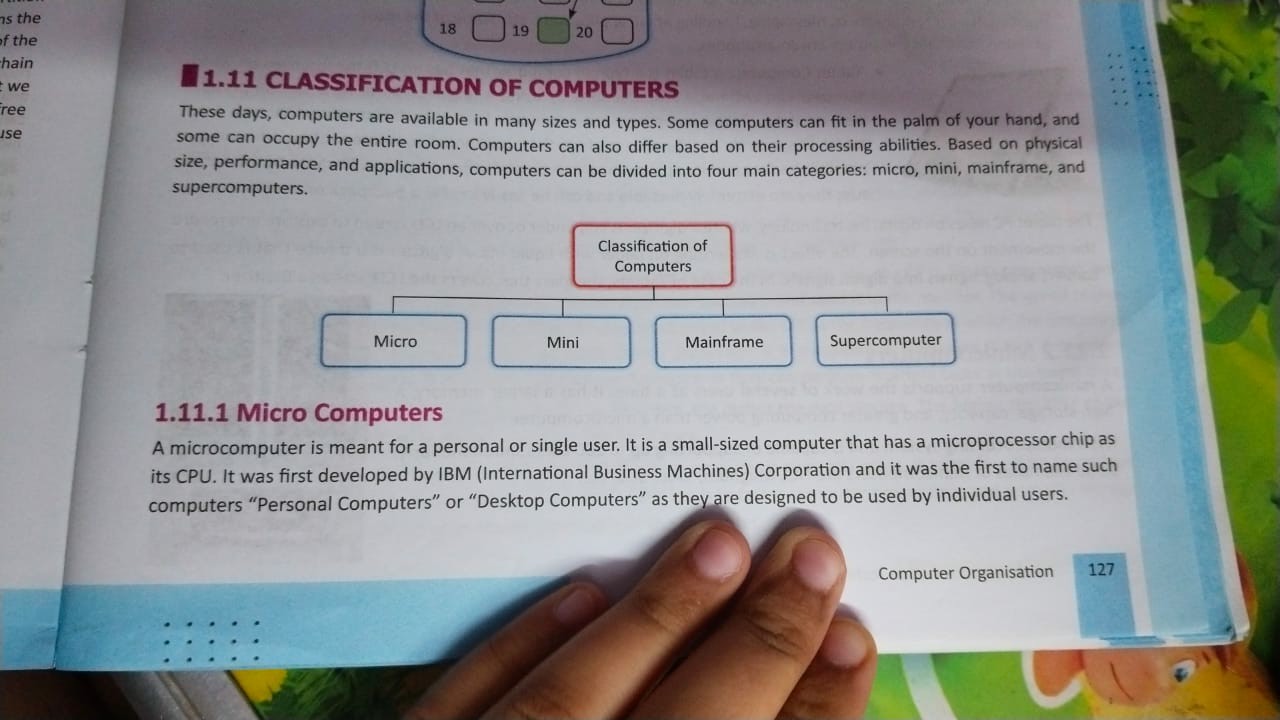 ns the
of the
chain
t we
free
use
18 19 20
1.11 CLASSIFICATION OF COMPUTERS
These days, computers are available in many sizes and types. Some computers can fit in the palm of your hand, and
some can occupy the entire room. Computers can also differ based on their processing abilities. Based on physical
size, performance, and applications, computers can be divided into four main categories: micro, mini, mainframe, and
supercomputers.
Classification of
Computers
Micro Mini Mainframe Supercomputer
1.11.1 Micro Computers
A microcomputer is meant for a personal or single user. It is a small-sized computer that has a microprocessor chip as
its CPU. It was first developed by IBM (International Business Machines) Corporation and it was the first to name such
computers “Personal Computers” or “Desktop Computers” as they are designed to be used by individual users.
Computer Organisation 127